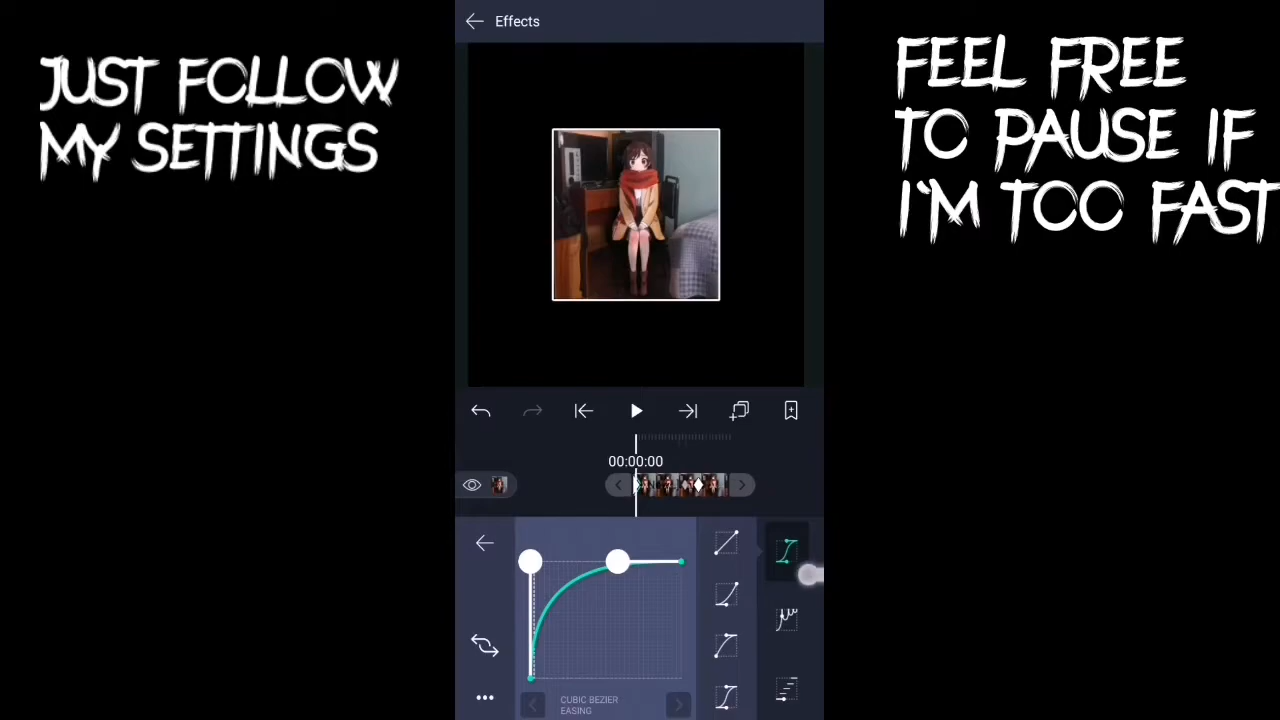 JUST FOLLOW
MY SETTINGS
Effects
FEEL FREE
TO PAUSE IF
I'M TOO FAST
00:00:00
CUBIC BEZIER
EASING